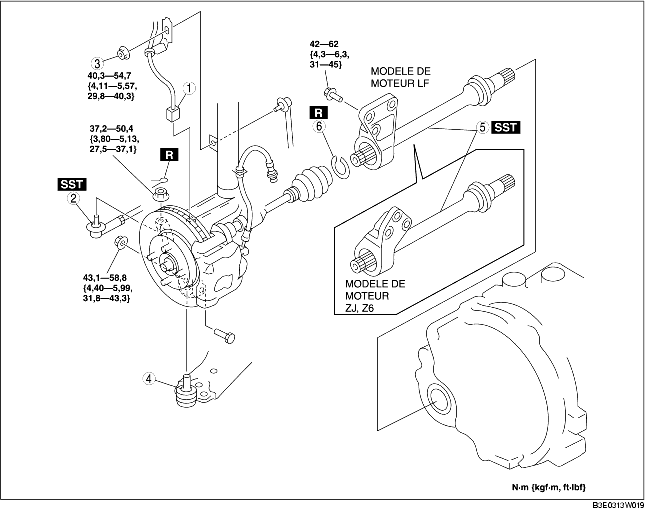 3
40,3—54,7
{4,11—5,57,
29,8—40,3}
1
37,2—50,4
{3,80—5,13,
27,5—37,1}
R
SST
2
43,1—58,8
{4,40—5,99,
31,8—43,3}
4
42—62
{4,3—6,3,
31—45}
MODELE DE
MOTEUR LF
R
6
5 SST
MODELE DE
MOTEUR
ZJ, Z6
N·m {kgf·m, ft·lbf}
B3E0313W019